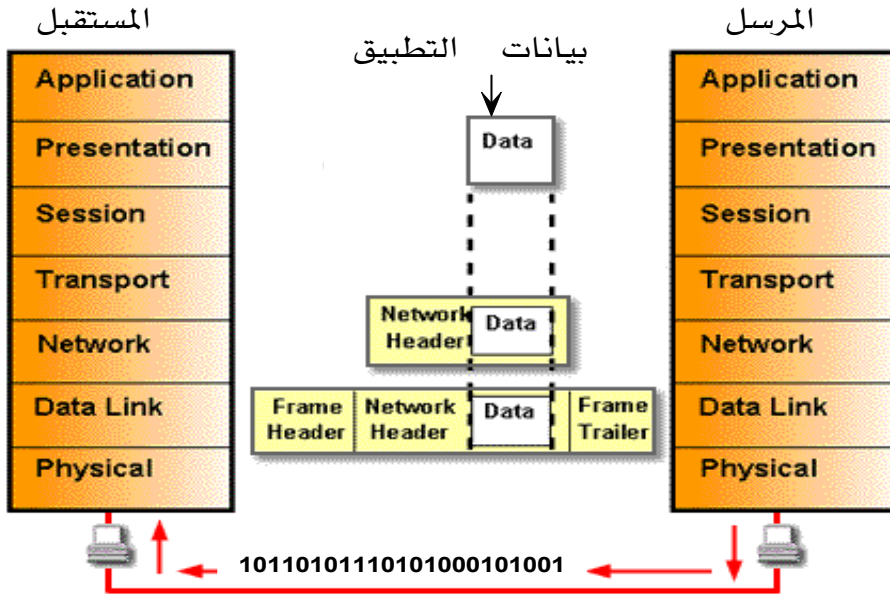 المستقبل
المرسل
بيانات التطبيق
Application
Presentation
Session
Transport
Network
Data Link
Physical
Data
Network
Header
Data
Frame
Header
Network
Header
Data
Frame
Trailer
Application
Presentation
Session
Transport
Network
Data Link
Physical
10110101110101000101001